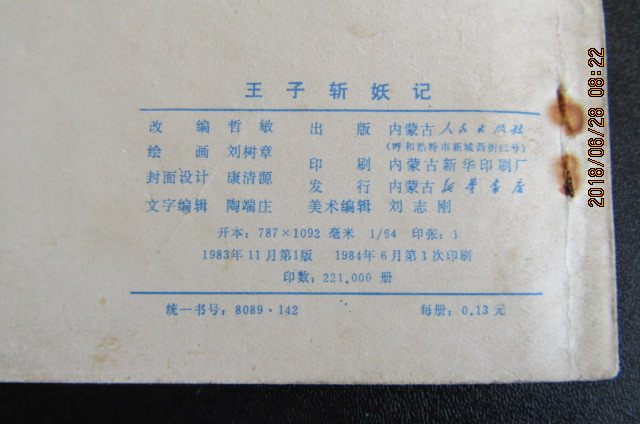 王子斩妖记
改编 哲敏 出版 内蒙古人民出版社
(呼和浩特市新城西街82号)
绘画 刘树章 印刷 内蒙古新华印刷厂
封面设计 康清源 发行 内蒙古新华书店
文字编辑 陶端庄 美术编辑 刘志刚
开本：787×1092 毫米 1/64 印张：1
1983年11月第1版 1984年6月第1次印刷
印数：221,000 册
统一书号：8089·142 每册：0.13元
2018/06/28 08:22